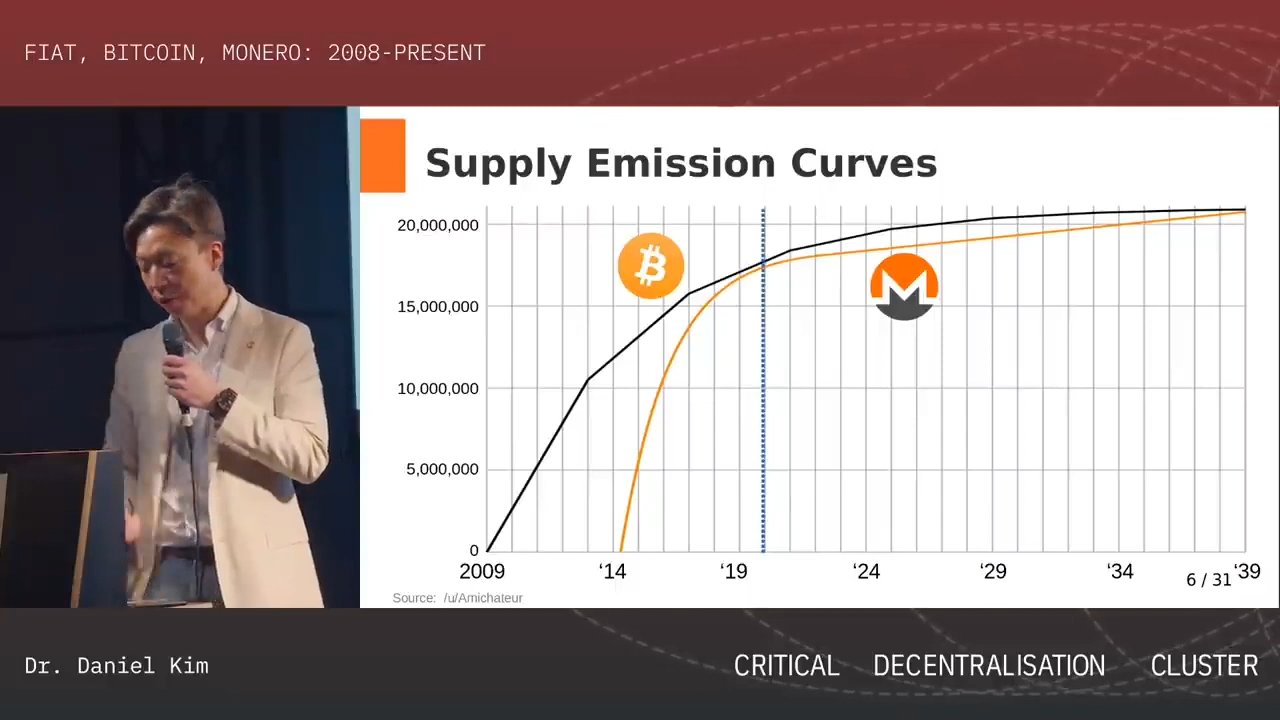 FIAT, BITCOIN, MONERO: 2008-PRESENT
Supply Emission Curves
20,000,000
15,000,000
10,000,000
5,000,000
0
2009 ‘14 ‘19 ‘24 ‘29 ‘34 ‘39
6 / 31
Source: /u/Amichateur
Dr. Daniel Kim
CRITICAL DECENTRALISATION CLUSTER